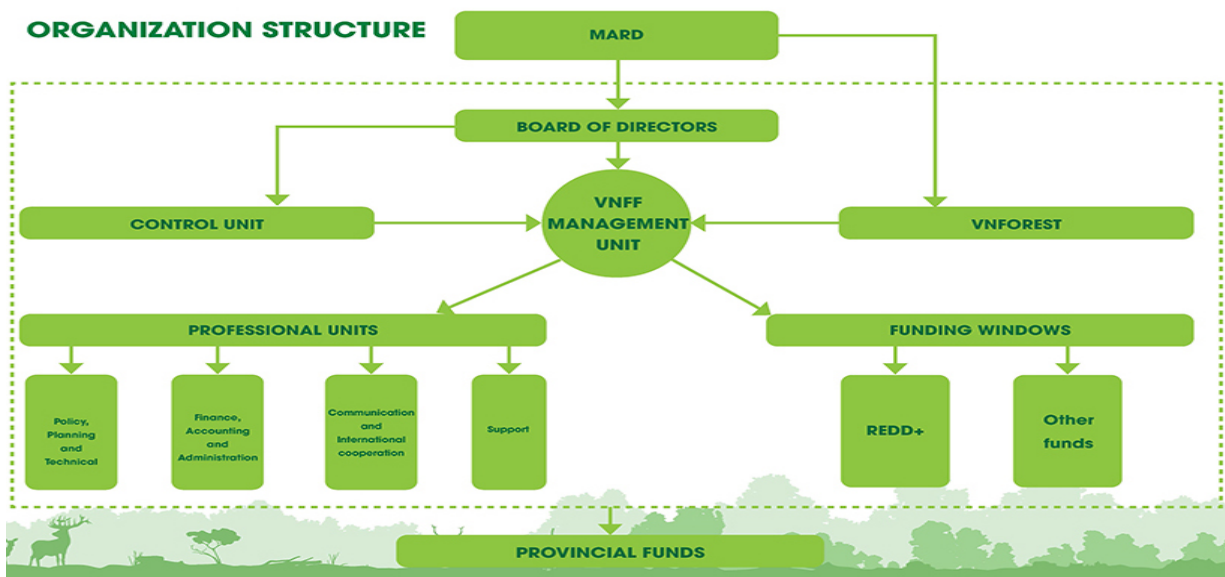 ORGANIZATION STRUCTURE
MARD
BOARD OF DIRECTORS
CONTROL UNIT
VNFF
MANAGEMENT
UNIT
VNFOREST
PROFESSIONAL UNITS
FUNDING WINDOWS
Policy,
Planning
and
Technical
Finance,
Accounting
and
Administration
Communication
and
International
cooperation
Support
REDD+
Other
funds
PROVINCIAL FUNDS